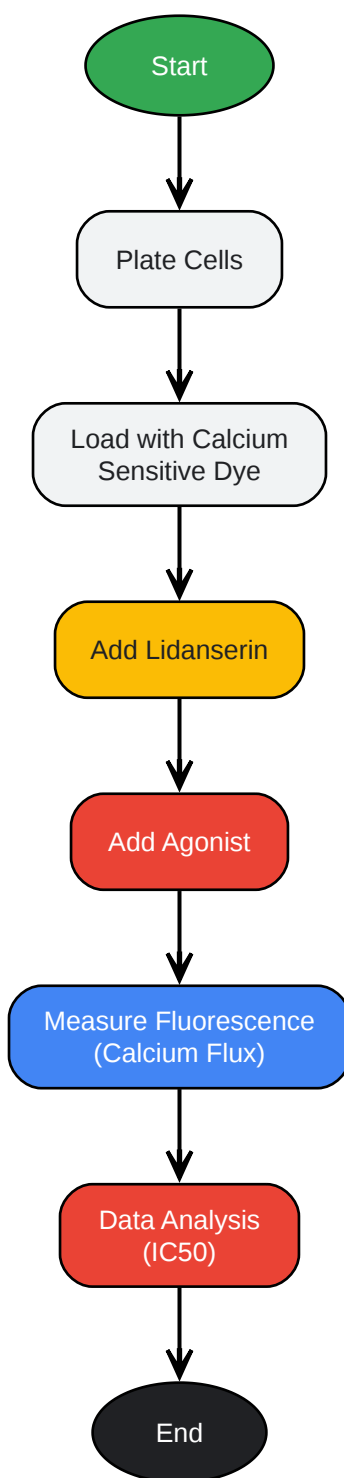 Start
Plate Cells
Load with Calcium
Sensitive Dye
Add Lidanserin
Add Agonist
Measure Fluorescence
(Calcium Flux)
Data Analysis
(IC50)
End